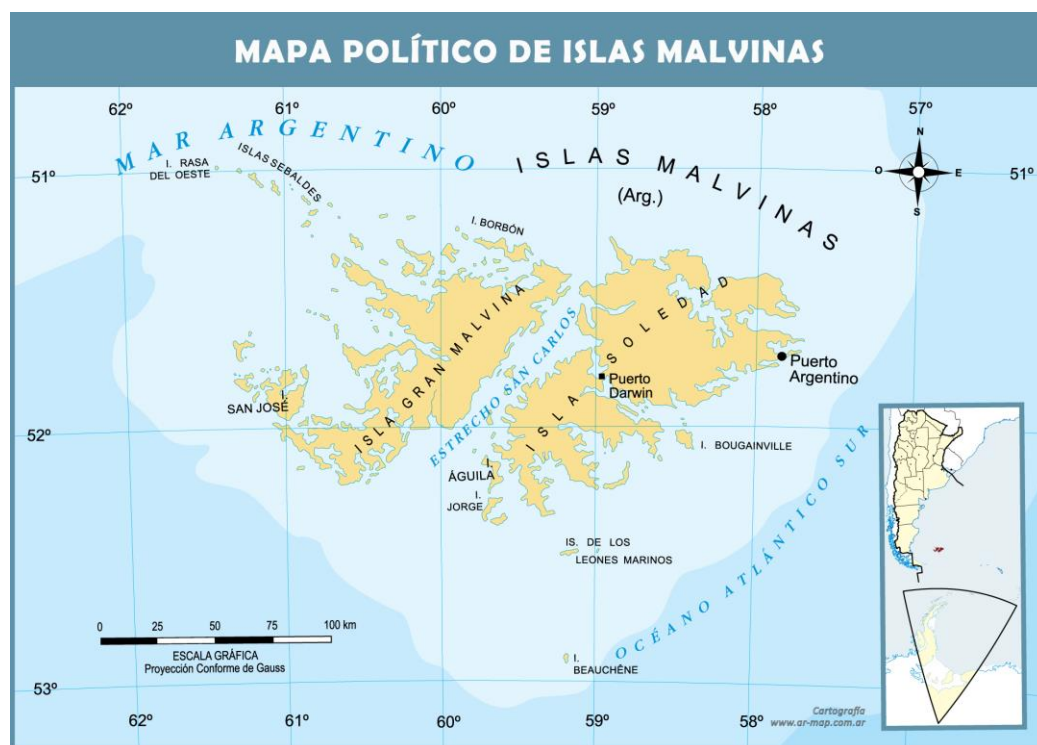 MAPA POLÍTICO DE ISLAS MALVINAS
62º
61º
60º
59º
58º
57º
MAR ARGENTINO
ISLAS MALVINAS
(Arg.)
N
O
E
S
51º
51º
I. RASA
DEL OESTE
ISLAS SEBALDES
I. BORBÓN
ISLA GRAN MALVINA
ESTRECHO SAN CARLOS
ISLA SOLEDAD
Puerto
Argentino
Puerto
Darwin
I.
SAN JOSÉ
52º
I. BOUGAINVILLE
I.
ÁGUILA
I.
JORGE
IS. DE LOS
LEONES MARINOS
OCÉANO ATLÁNTICO SUR
0 25 50 75 100 km
ESCALA GRÁFICA
Proyección Conforme de Gauss
I.
BEAUCHÊNE
53º
62º
61º
60º
59º
58º
Cartografía
www.ar-map.com.ar